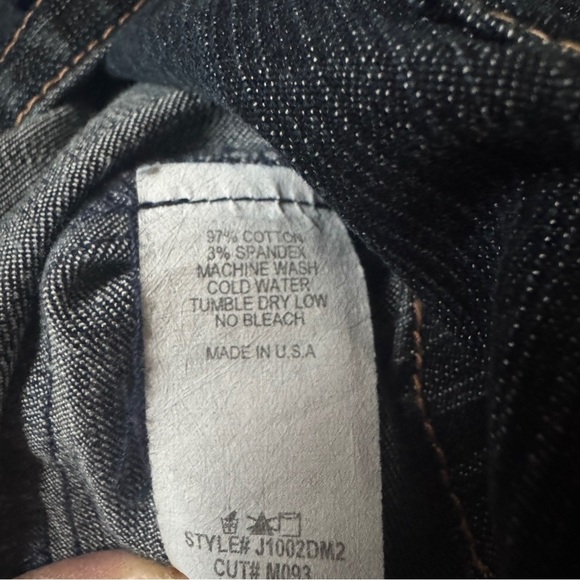 97% COTTON
3% SPANDEX
MACHINE WASH
COLD WATER
TUMBLE DRY LOW
NO BLEACH
MADE IN U.S.A
STYLE# J1002DM2
CUT# M093